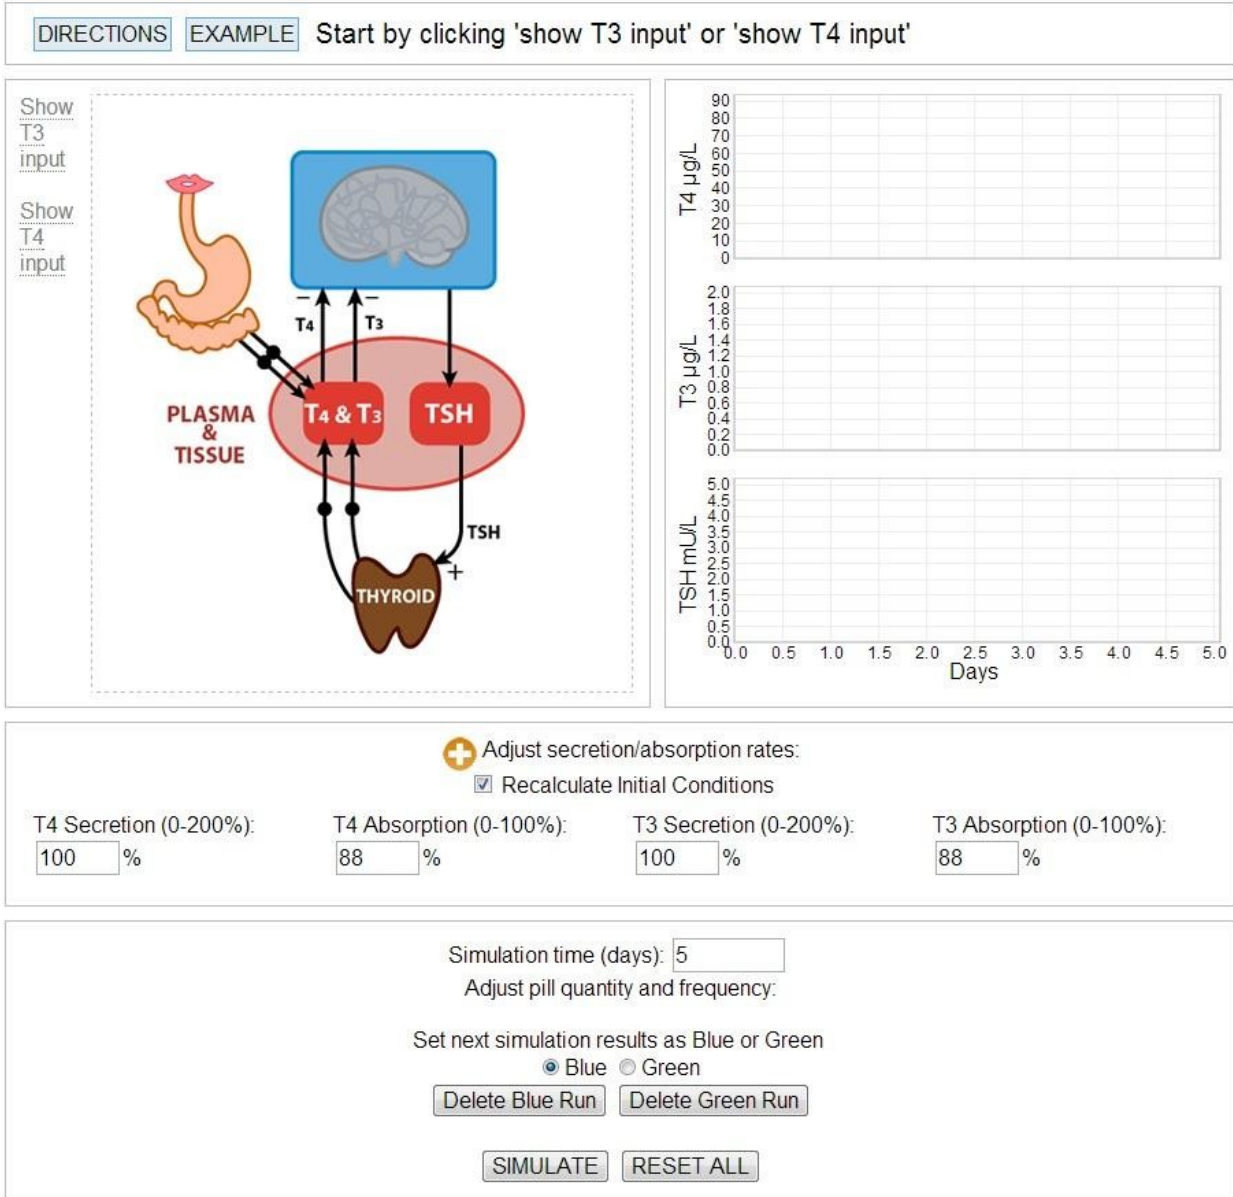 DIRECTIONS EXAMPLE Start by clicking 'show T3 input' or 'show T4 input'
Show
T3
input
Show
T4
input
T4
T3
PLASMA
&
TISSUE
T4 & T3
TSH
TSH
+
THYROID
90
80
70
60
50
40
30
20
10
0
T4 µg/L
2.0
1.8
1.6
1.4
1.2
1.0
0.8
0.6
0.4
0.2
0.0
T3 µg/L
5.0
4.5
4.0
3.5
3.0
2.5
2.0
1.5
1.0
0.5
0.0
TSH mU/L
0.0 0.5 1.0 1.5 2.0 2.5 3.0 3.5 4.0 4.5 5.0
Days
Adjust secretion/absorption rates:
Recalculate Initial Conditions
T4 Secretion (0-200%): T4 Absorption (0-100%): T3 Secretion (0-200%): T3 Absorption (0-100%):
100 % 88 % 100 % 88 %
Simulation time (days): 5
Adjust pill quantity and frequency:
Set next simulation results as Blue or Green
Blue Green
Delete Blue Run Delete Green Run
SIMULATE RESET ALL